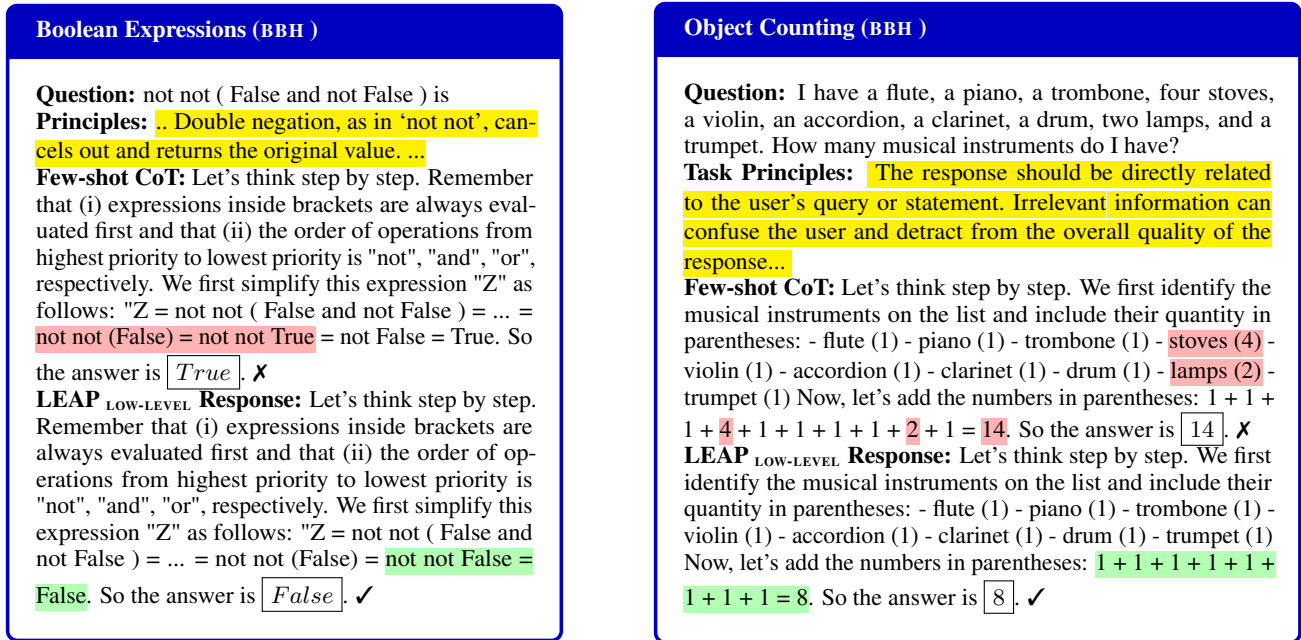 Boolean Expressions (BBH )
Question: not not ( False and not False ) is
Principles: .. Double negation, as in ‘not not’, can-
cels out and returns the original value. ...
Few-shot CoT: Let's think step by step. Remember
that (i) expressions inside brackets are always eval-
uated first and that (ii) the order of operations from
highest priority to lowest priority is "not", "and", "or",
respectively. We first simplify this expression "Z" as
follows: "Z = not not ( False and not False ) = ... =
not not (False) = not not True = not False = True. So
the answer is True . ✗
LEAP LOW-LEVEL Response: Let's think step by step.
Remember that (i) expressions inside brackets are
always evaluated first and that (ii) the order of op-
erations from highest priority to lowest priority is
"not", "and", "or", respectively. We first simplify this
expression "Z" as follows: "Z = not not ( False and
not False ) = ... = not not (False) = not not False =
False. So the answer is False . ✓
Object Counting (BBH )
Question: I have a flute, a piano, a trombone, four stoves,
a violin, an accordion, a clarinet, a drum, two lamps, and a
trumpet. How many musical instruments do I have?
Task Principles: The response should be directly related
to the user's query or statement. Irrelevant information can
confuse the user and detract from the overall quality of the
response...
Few-shot CoT: Let's think step by step. We first identify the
musical instruments on the list and include their quantity in
parentheses: - flute (1) - piano (1) - trombone (1) - stoves (4) -
violin (1) - accordion (1) - clarinet (1) - drum (1) - lamps (2) -
trumpet (1) Now, let's add the numbers in parentheses: 1 + 1 +
1 + 4 + 1 + 1 + 1 + 1 + 2 + 1 = 14. So the answer is 14 . ✗
LEAP LOW-LEVEL Response: Let's think step by step. We first
identify the musical instruments on the list and include their
quantity in parentheses: - flute (1) - piano (1) - trombone (1) -
violin (1) - accordion (1) - clarinet (1) - drum (1) - trumpet (1)
Now, let's add the numbers in parentheses: 1 + 1 + 1 + 1 + 1 +
1 + 1 + 1 = 8. So the answer is 8 . ✓